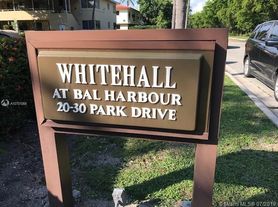 WHITEHALL
AT BAL HARBOUR
20-30 PARK DRIVE